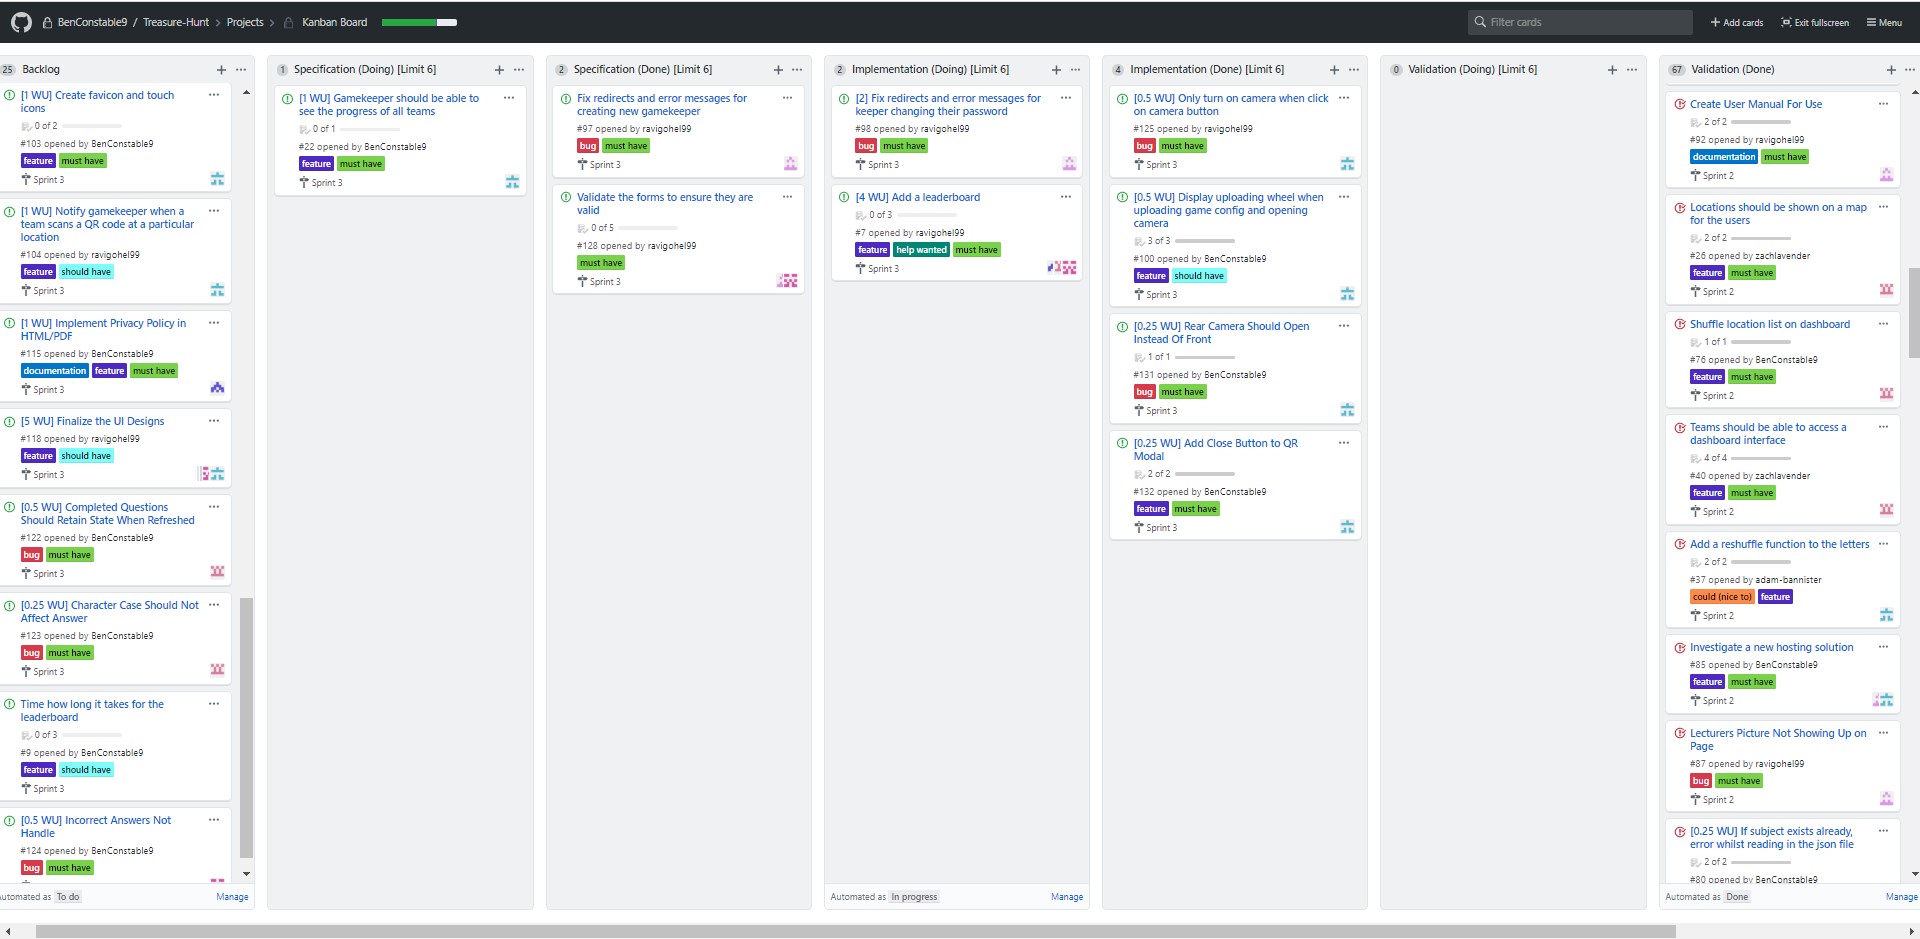 BenConstable9 / Treasure-Hunt > Projects > Kanban Board
Filter cards
Add cards
Exit fullscreen
Menu
25 Backlog
[1 WU] Create favicon and touch
icons
0 of 2
#103 opened by BenConstable9
feature must have
Sprint 3
[1 WU] Notify gamekeeper when a
team scans a QR code at a particular
location
#104 opened by ravigohel99
feature should have
Sprint 3
[1 WU] Implement Privacy Policy in
HTML/PDF
#115 opened by BenConstable9
documentation feature must have
Sprint 3
[5 WU] Finalize the UI Designs
#118 opened by ravigohel99
feature should have
Sprint 3
[0.5 WU] Completed Questions
Should Retain State When Refreshed
#122 opened by BenConstable9
bug must have
Sprint 3
[0.25 WU] Character Case Should Not
Affect Answer
#123 opened by BenConstable9
bug must have
Sprint 3
Time how long it takes for the
leaderboard
0 of 3
#9 opened by BenConstable9
feature should have
Sprint 3
[0.5 WU] Incorrect Answers Not
Handle
#124 opened by BenConstable9
bug must have
utomated as To do
Manage
1 Specification (Doing) [Limit 6]
[1 WU] Gamekeeper should be able to
see the progress of all teams
0 of 1
#22 opened by BenConstable9
feature must have
Sprint 3
2 Specification (Done) [Limit 6]
Fix redirects and error messages for
creating new gamekeeper
#97 opened by ravigohel99
bug must have
Sprint 3
Validate the forms to ensure they are
valid
0 of 5
#128 opened by ravigohel99
must have
Sprint 3
2 Implementation (Doing) [Limit 6]
[2] Fix redirects and error messages for
keeper changing their password
#98 opened by ravigohel99
bug must have
Sprint 3
[4 WU] Add a leaderboard
0 of 3
#7 opened by ravigohel99
feature help wanted must have
Sprint 3
Automated as In progress
Manage
4 Implementation (Done) [Limit 6]
[0.5 WU] Only turn on camera when click
on camera button
#125 opened by ravigohel99
bug must have
Sprint 3
[0.5 WU] Display uploading wheel when
uploading game config and opening
camera
3 of 3
#100 opened by BenConstable9
feature should have
Sprint 3
[0.25 WU] Rear Camera Should Open
Instead Of Front
1 of 1
#131 opened by BenConstable9
bug must have
Sprint 3
[0.25 WU] Add Close Button to QR
Modal
2 of 2
#132 opened by BenConstable9
feature must have
Sprint 3
0 Validation (Doing) [Limit 6]
67 Validation (Done)
Create User Manual For Use
2 of 2
#92 opened by ravigohel99
documentation must have
Sprint 2
Locations should be shown on a map
for the users
2 of 2
#26 opened by zachlavender
feature must have
Sprint 2
Shuffle location list on dashboard
1 of 1
#76 opened by BenConstable9
feature must have
Sprint 2
Teams should be able to access a
dashboard interface
4 of 4
#40 opened by zachlavender
feature must have
Sprint 2
Add a reshuffle function to the letters
2 of 2
#37 opened by adam-bannister
could (nice to) feature
Sprint 2
Investigate a new hosting solution
#85 opened by BenConstable9
feature must have
Sprint 2
Lecturers Picture Not Showing Up on
Page
#87 opened by ravigohel99
bug must have
Sprint 2
[0.25 WU] If subject exists already,
error whilst reading in the json file
2 of 2
#80 opened by BenConstable9
Automated as Done
Manage